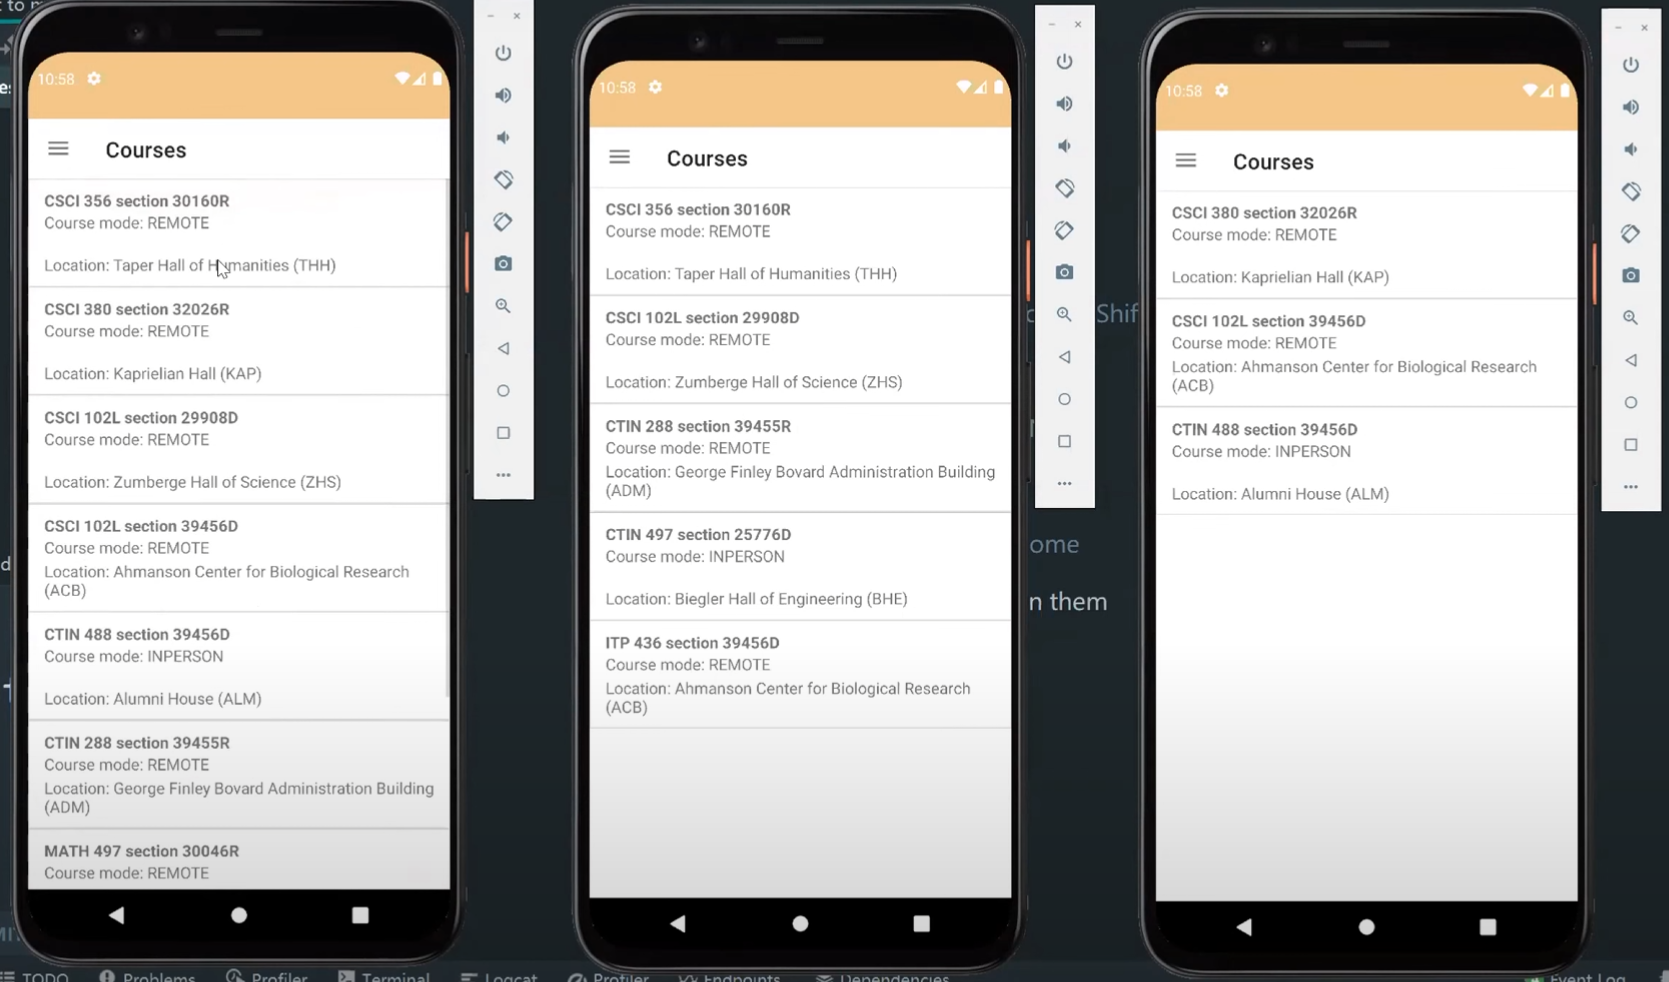 t to m
es
10:58
Courses
CSCI 356 section 30160R
Course mode: REMOTE
Location: Taper Hall of Humanities (THH)
CSCI 380 section 32026R
Course mode: REMOTE
Location: Kaprielian Hall (KAP)
CSCI 102L section 29908D
Course mode: REMOTE
Location: Zumberge Hall of Science (ZHS)
CSCI 102L section 39456D
Course mode: REMOTE
Location: Ahmanson Center for Biological Research
(ACB)
CTIN 488 section 39456D
Course mode: INPERSON
Location: Alumni House (ALM)
CTIN 288 section 39455R
Course mode: REMOTE
Location: George Finley Bovard Administration Building
(ADM)
MATH 497 section 30046R
Course mode: REMOTE
10:58
Courses
CSCI 356 section 30160R
Course mode: REMOTE
Location: Taper Hall of Humanities (THH)
CSCI 102L section 29908D
Course mode: REMOTE
Location: Zumberge Hall of Science (ZHS)
CTIN 288 section 39455R
Course mode: REMOTE
Location: George Finley Bovard Administration Building
(ADM)
CTIN 497 section 25776D
Course mode: INPERSON
Location: Biegler Hall of Engineering (BHE)
ITP 436 section 39456D
Course mode: REMOTE
Location: Ahmanson Center for Biological Research
(ACB)
Shif
ome
n them
10:58
Courses
CSCI 380 section 32026R
Course mode: REMOTE
Location: Kaprielian Hall (KAP)
CSCI 102L section 39456D
Course mode: REMOTE
Location: Ahmanson Center for Biological Research
(ACB)
CTIN 488 section 39456D
Course mode: INPERSON
Location: Alumni House (ALM)
TODO Problems Profiler Terminal Logcat Profiler Endpoints Dependencies Event Log